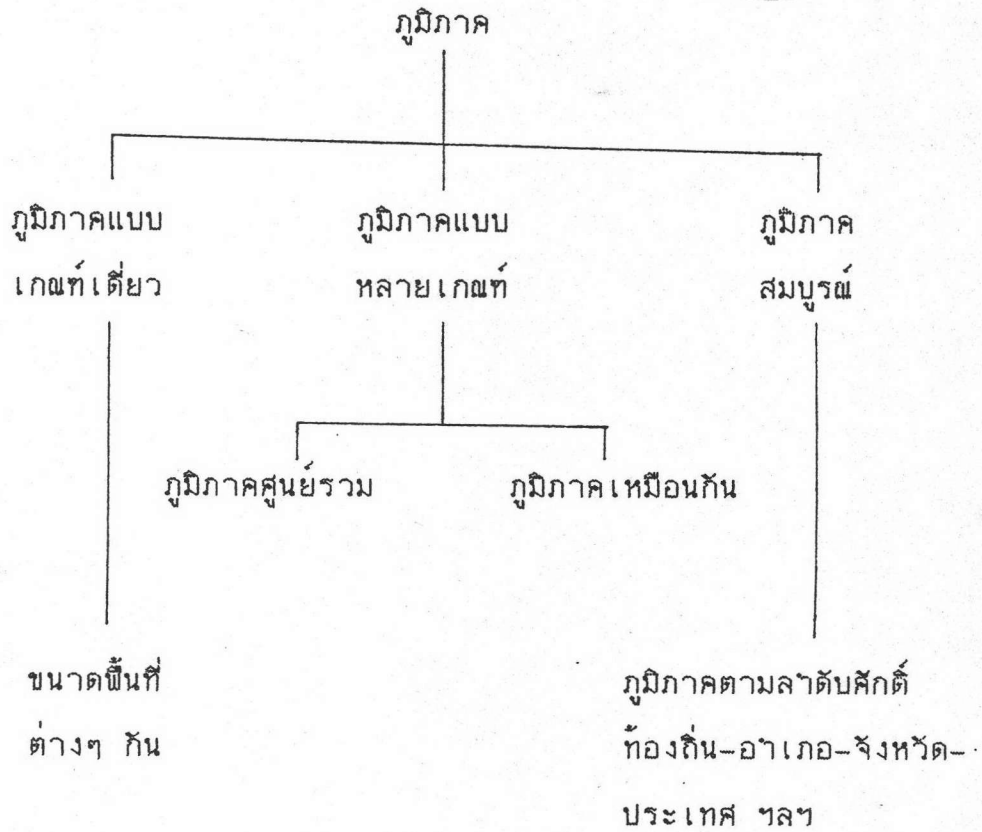 ภูมิภาค
ภูมิภาคแบบ
เกณฑ์เดี่ยว
ภูมิภาคแบบ
หลายเกณฑ์
ภูมิภาค
สมบูรณ์
ภูมิภาคศูนย์รวม
ภูมิภาคเหมือนกัน
ขนาดพื้นที่
ต่างๆ กัน
ภูมิภาคตามลำดับศักดิ์
ท้องถิ่น-อำเภอ-จังหวัด-
ประเทศ ฯลฯ